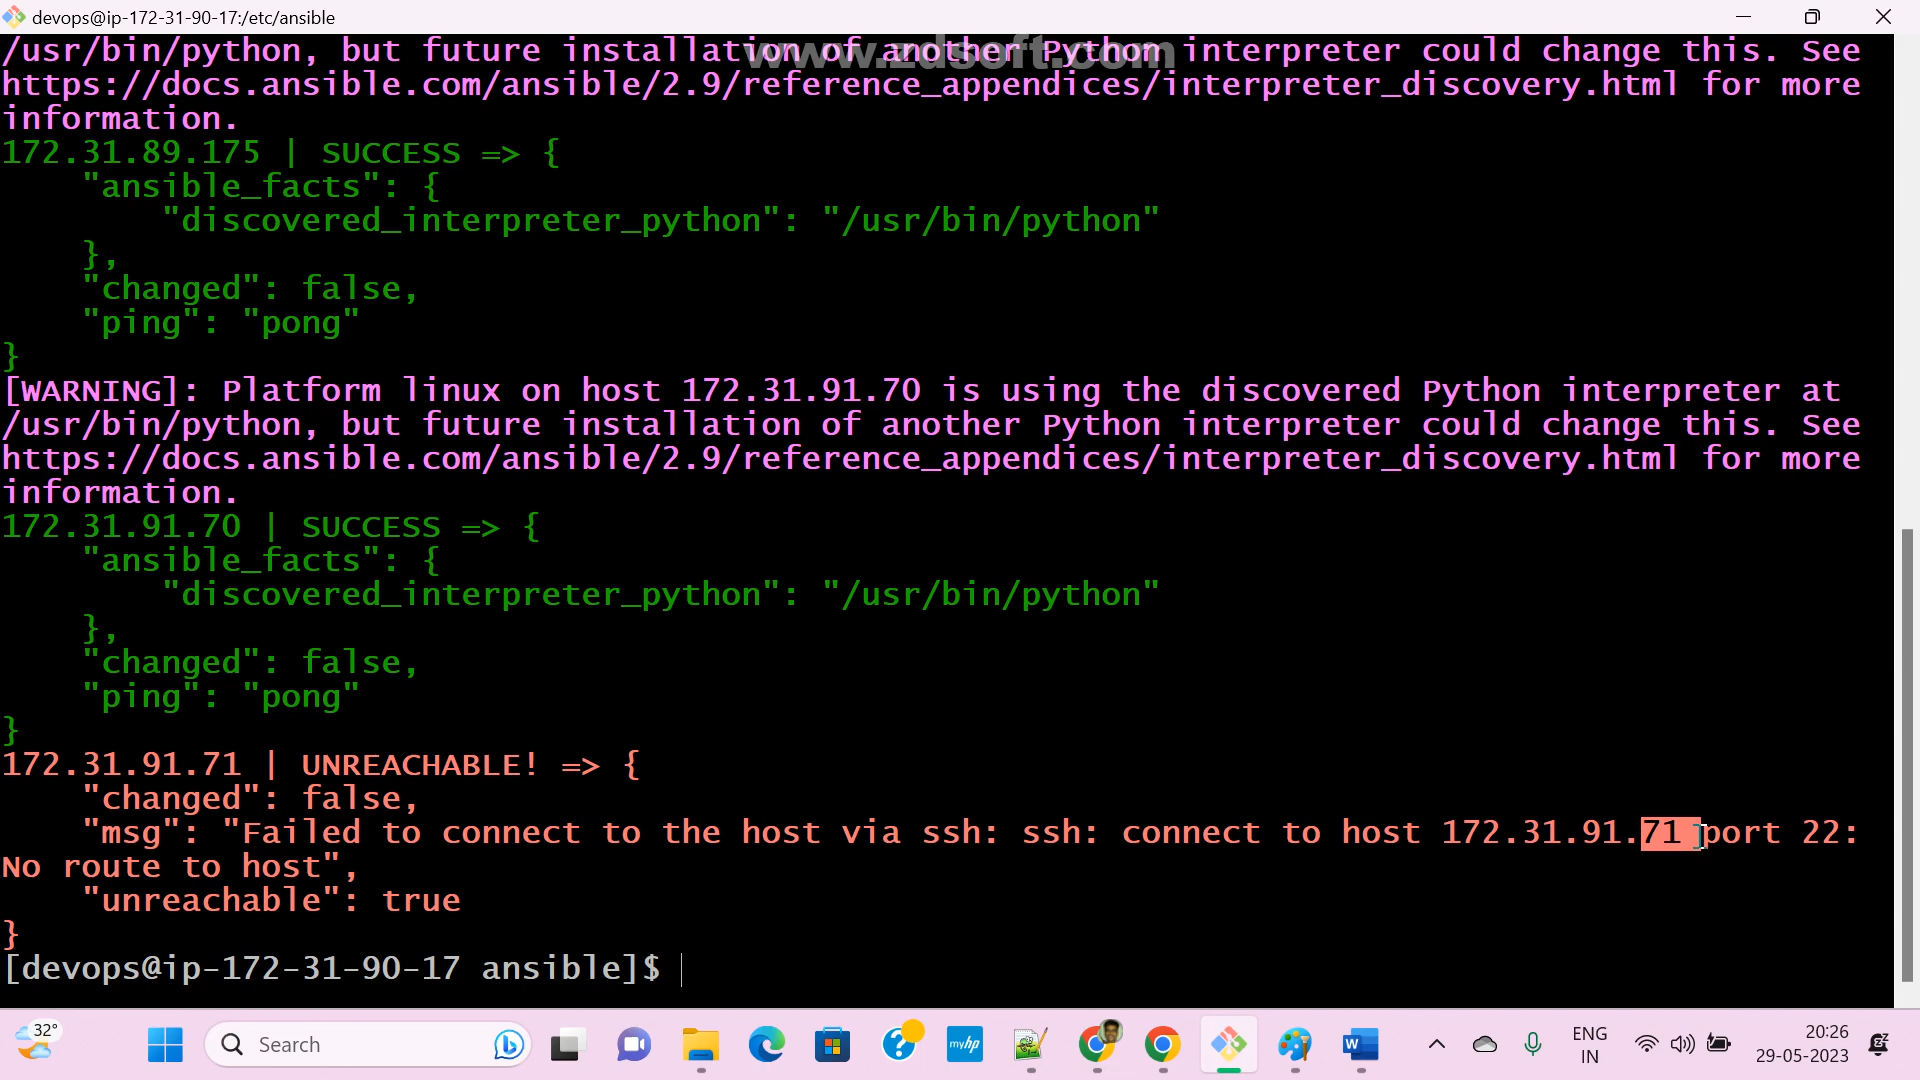 devops@ip-172-31-90-17:/etc/ansible
www.zdsoft.com
/usr/bin/python, but future installation of another Python interpreter could change this. See
https://docs.ansible.com/ansible/2.9/reference_appendices/interpreter_discovery.html for more
information.
172.31.89.175 | SUCCESS => {
    "ansible_facts": {
        "discovered_interpreter_python": "/usr/bin/python"
    },
    "changed": false,
    "ping": "pong"
}
[WARNING]: Platform linux on host 172.31.91.70 is using the discovered Python interpreter at
/usr/bin/python, but future installation of another Python interpreter could change this. See
https://docs.ansible.com/ansible/2.9/reference_appendices/interpreter_discovery.html for more
information.
172.31.91.70 | SUCCESS => {
    "ansible_facts": {
        "discovered_interpreter_python": "/usr/bin/python"
    },
    "changed": false,
    "ping": "pong"
}
172.31.91.71 | UNREACHABLE! => {
    "changed": false,
    "msg": "Failed to connect to the host via ssh: ssh: connect to host 172.31.91.71 port 22:
No route to host",
    "unreachable": true
}
[devops@ip-172-31-90-17 ansible]$
32°
Search
myhp
W
ENG
IN
20:26
29-05-2023